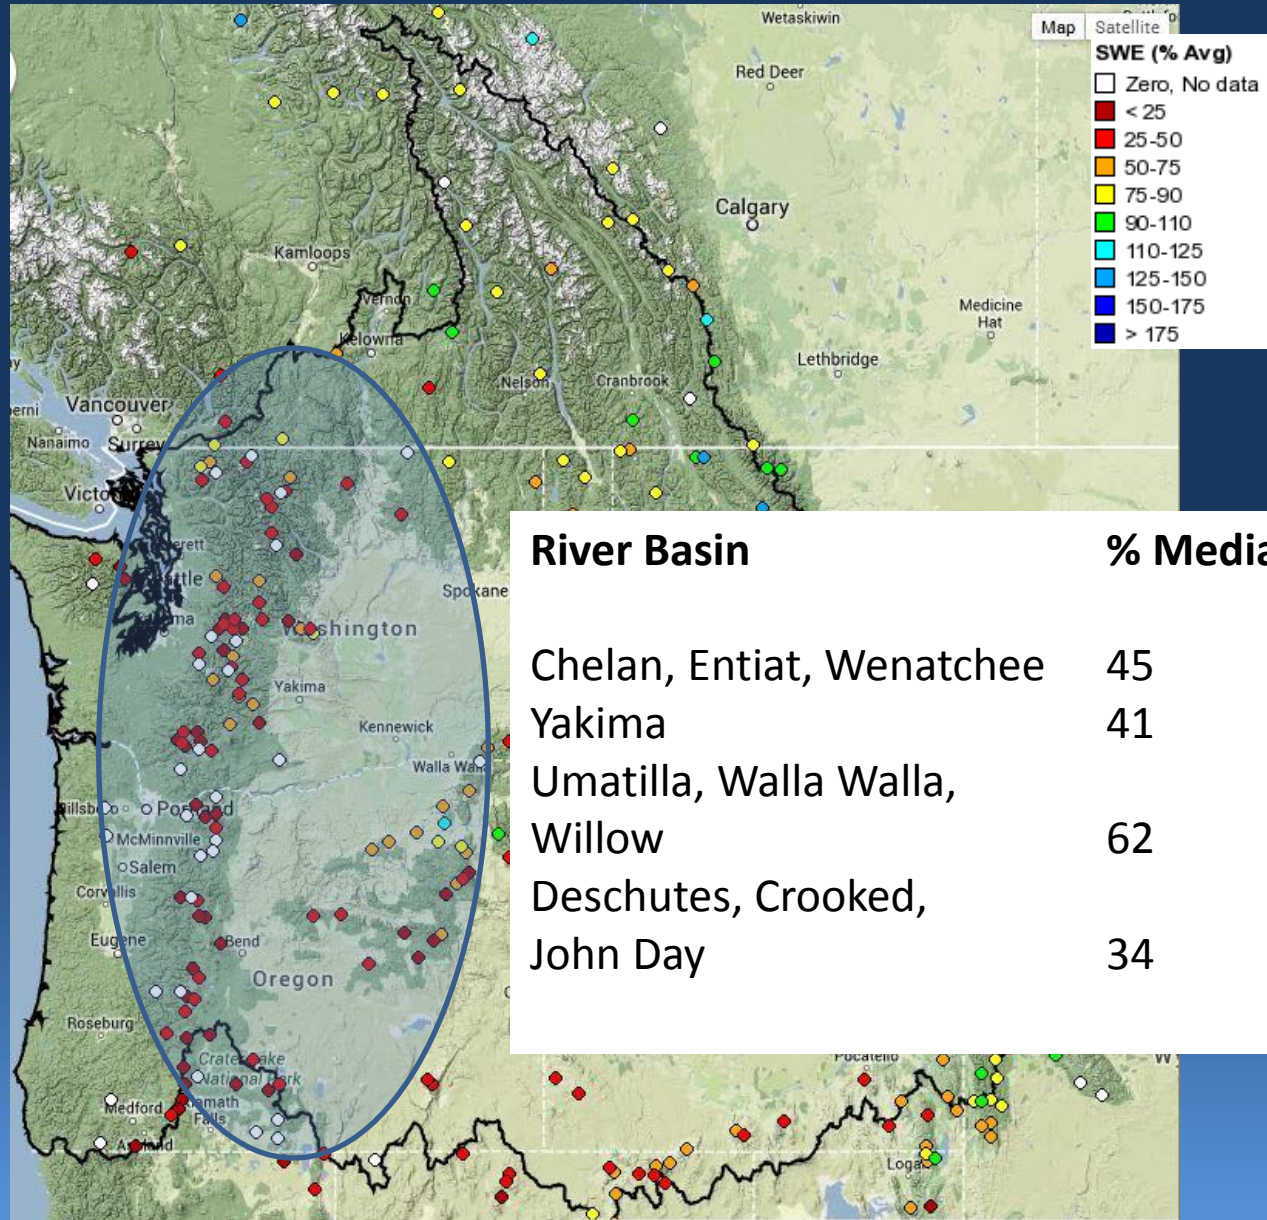 Wetaskiwin
Map Satellite
SWE (% Avg)
Zero, No data
< 25
25-50
50-75
75-90
90-110
110-125
125-150
150-175
> 175
Red Deer
Calgary
Kamloops
Vernon
Medicine
Hat
Kelowna
Lethbridge
Nelson
Cranbrook
Vancouver
Nanaimo
Surrey
Spokane
Washington
Yakima
Kennewick
Walla Wall
Portland
McMinnville
Salem
Corvallis
Eugene
Bend
Oregon
Roseburg
Crater Lake
National Park
Medford
Klamath
Falls
Ashland
Pocatello
Logan
River Basin % Media
Chelan, Entiat, Wenatchee 45
Yakima 41
Umatilla, Walla Walla,
Willow 62
Deschutes, Crooked,
John Day 34